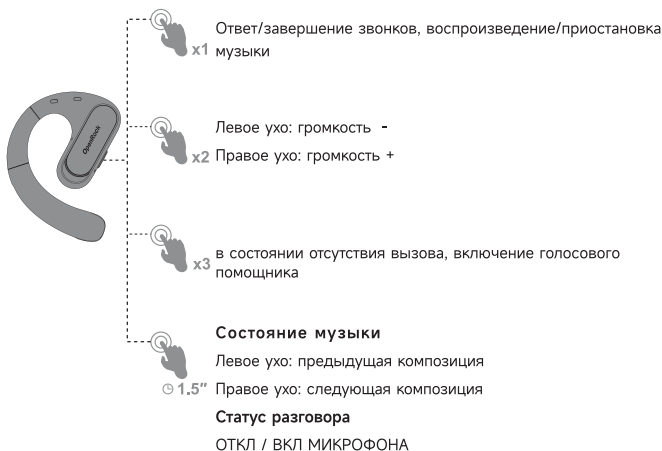 Ответ/завершение звонков, воспроизведение/приостановка
x1 музыки
OpenRock
Левое ухо: громкость -
x2 Правое ухо: громкость +
в состоянии отсутствия вызова, включение голосового
x3 помощника
Состояние музыки
Левое ухо: предыдущая композиция
1.5" Правое ухо: следующая композиция
Статус разговора
ОТКЛ / ВКЛ МИКРОФОНА